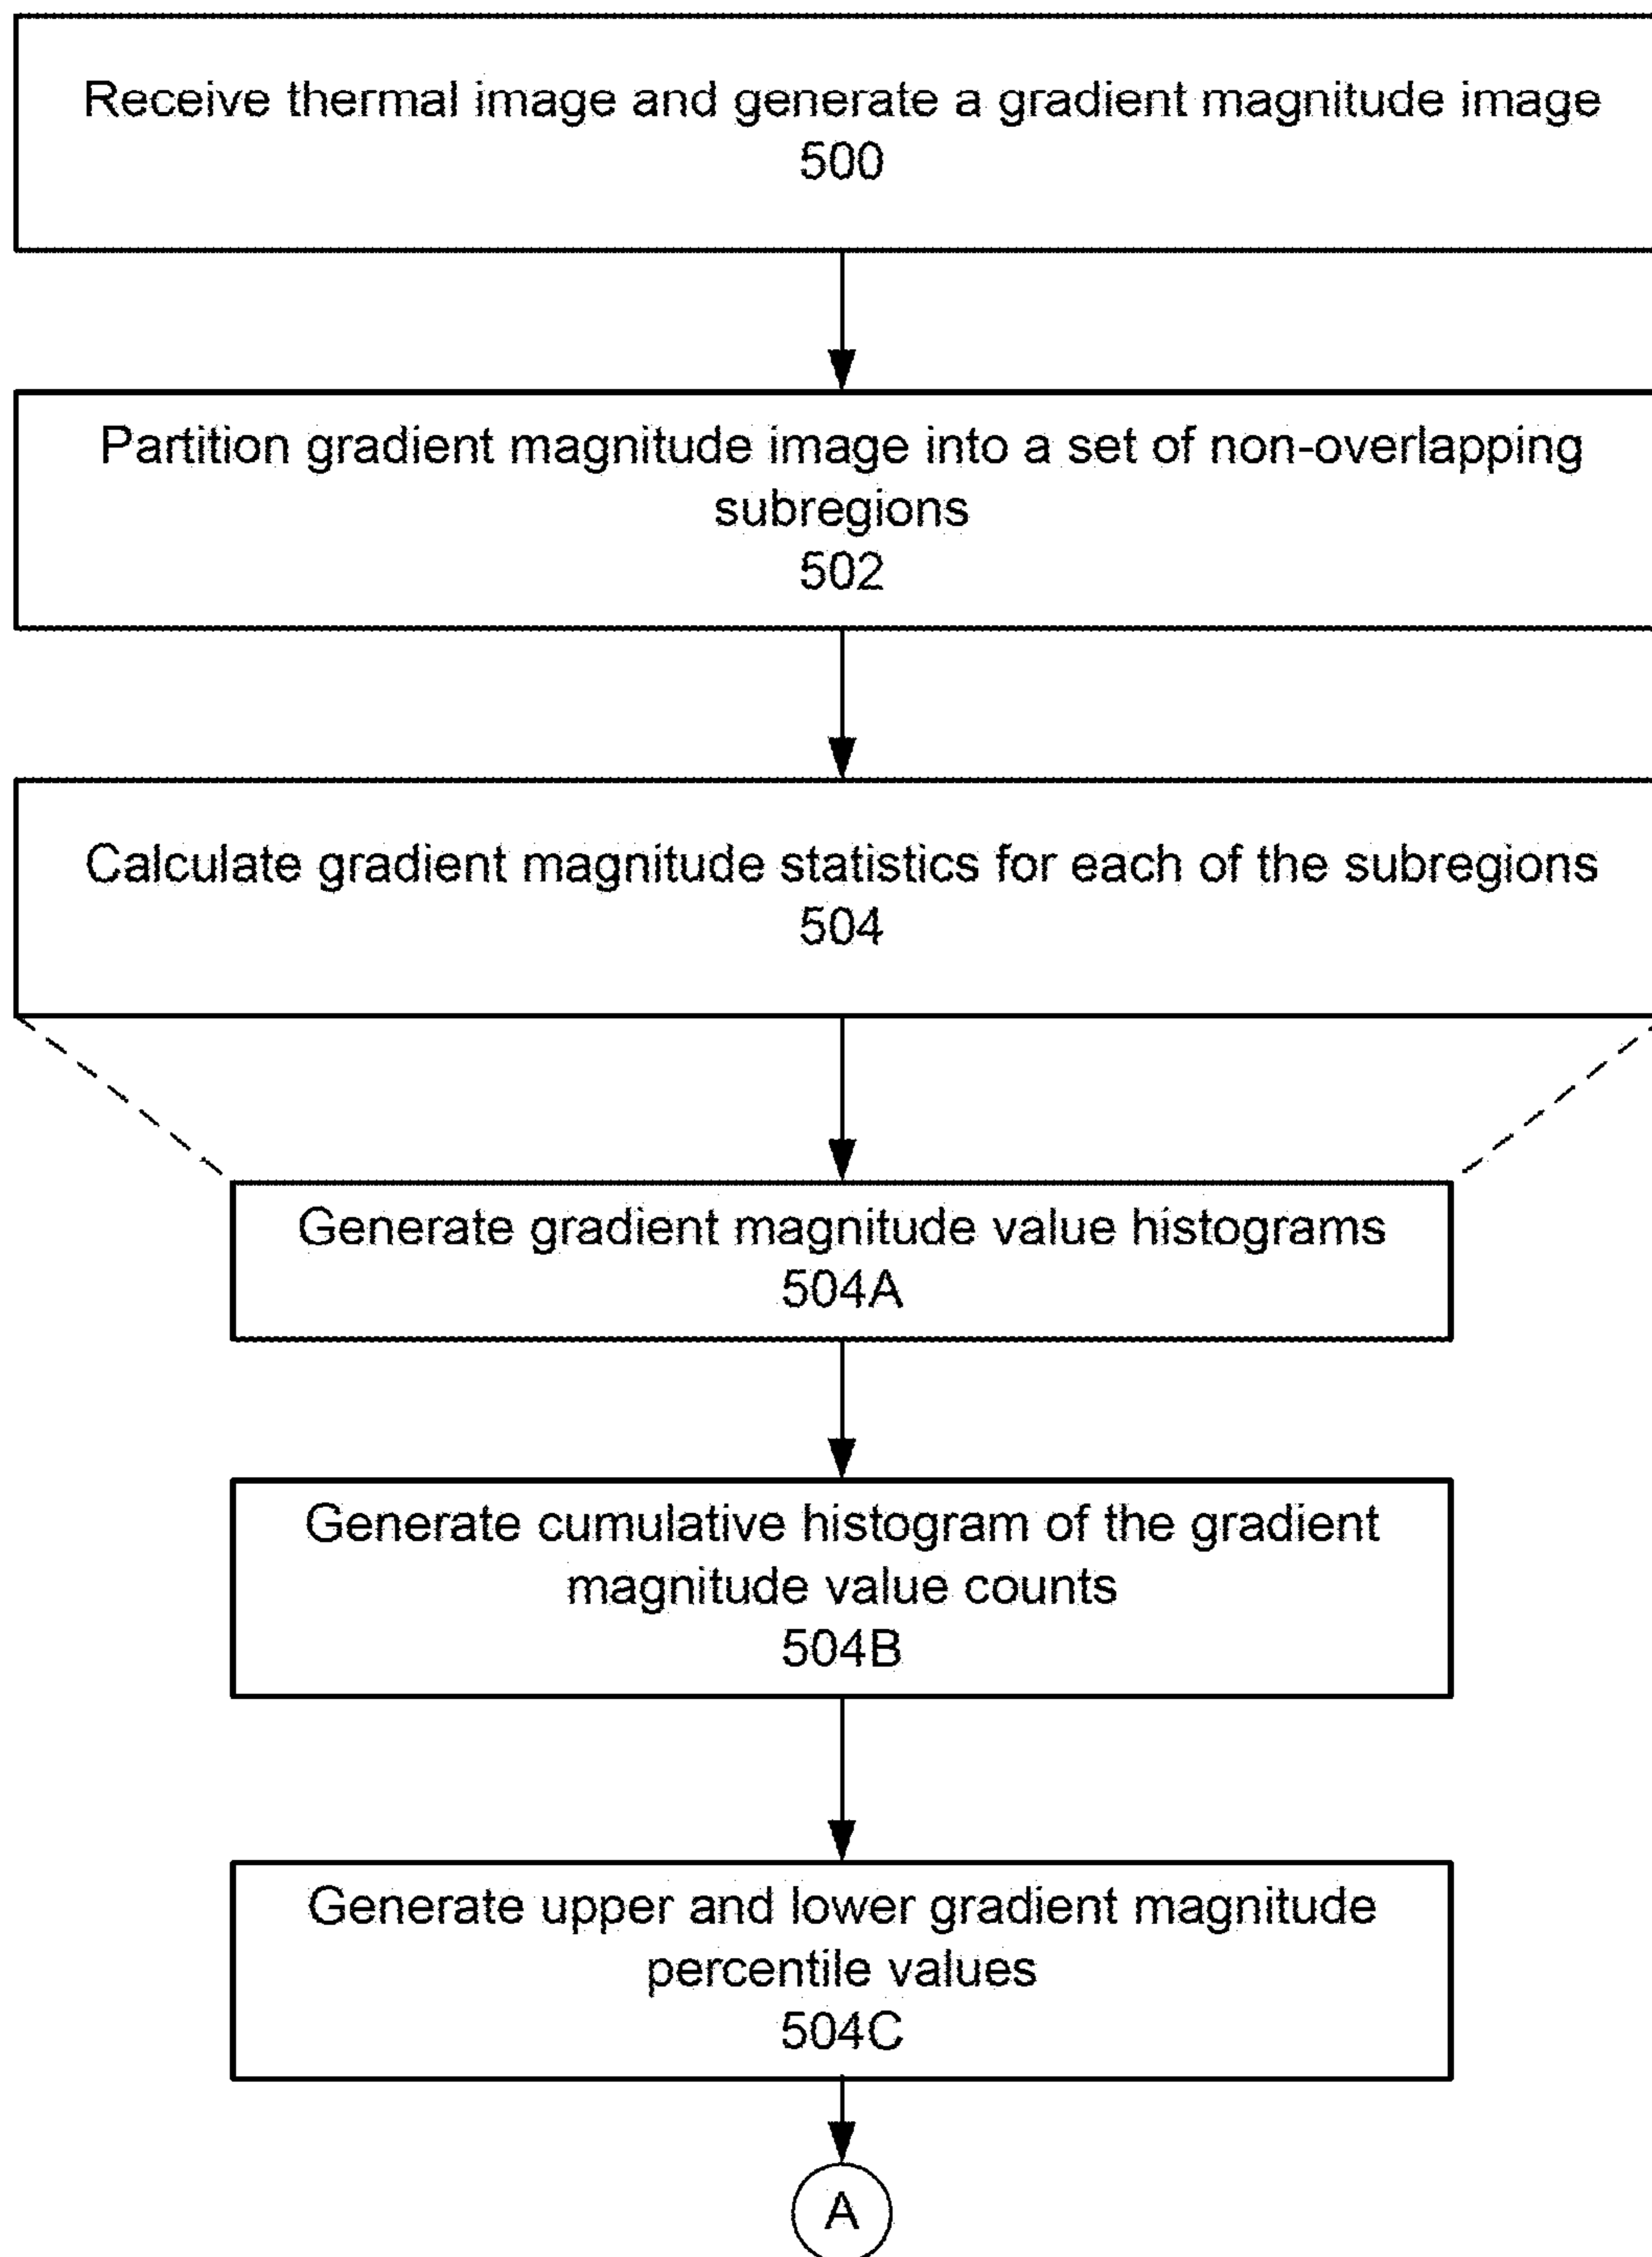 Receive thermal image and generate a gradient magnitude image
500
Partition gradient magnitude image into a set of non-overlapping
subregions
502
Calculate gradient magnitude statistics for each of the subregions
504
Generate gradient magnitude value histograms
504A
Generate cumulative histogram of the gradient
magnitude value counts
504B
Generate upper and lower gradient magnitude
percentile values
504C
A